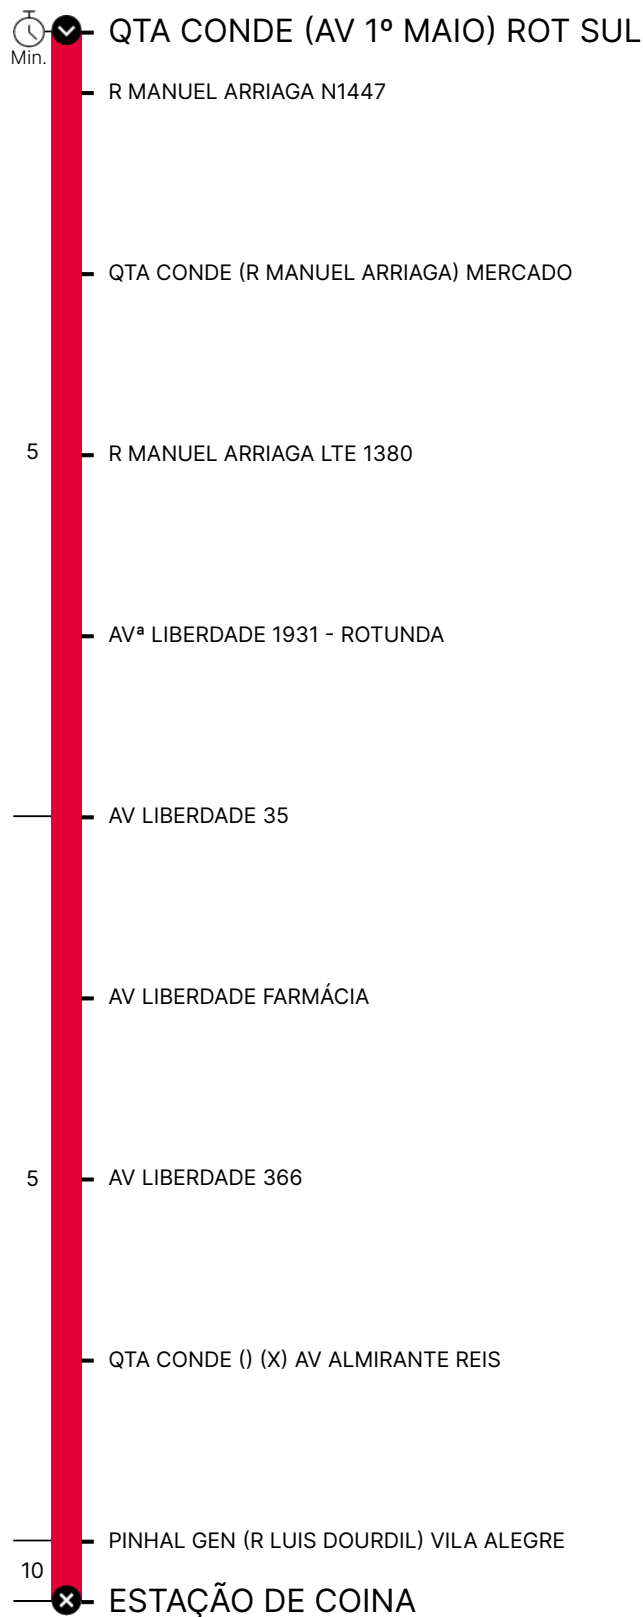 QTA CONDE (AV 1º MAIO) ROT SUL
Min.
R MANUEL ARRIAGA N1447
QTA CONDE (R MANUEL ARRIAGA) MERCADO
5
R MANUEL ARRIAGA LTE 1380
AVª LIBERDADE 1931 - ROTUNDA
AV LIBERDADE 35
AV LIBERDADE FARMÁCIA
5
AV LIBERDADE 366
QTA CONDE () (X) AV ALMIRANTE REIS
PINHAL GEN (R LUIS DOURDIL) VILA ALEGRE
10
ESTAÇÃO DE COINA